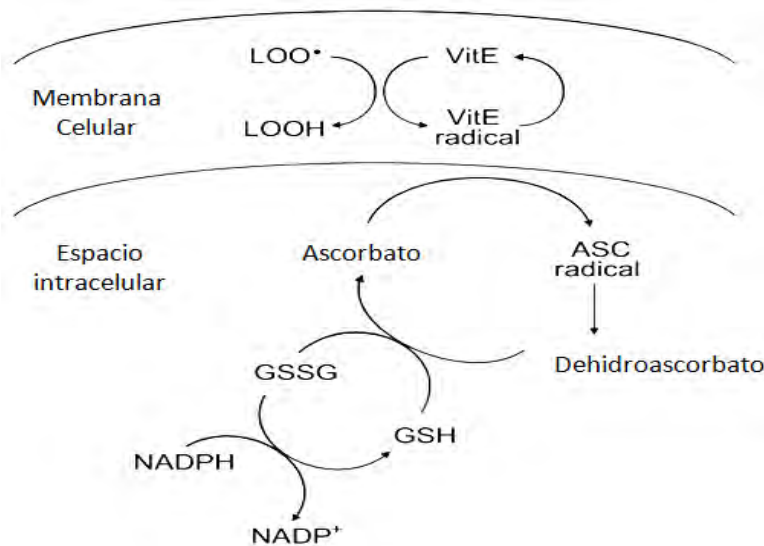 LOO• VitE
Membrana
Celular
LOOH VitE
radical
Espacio
intracelular
Ascorbato
ASC
radical
Dehidroascorbato
GSSG
GSH
NADPH
NADP⁺